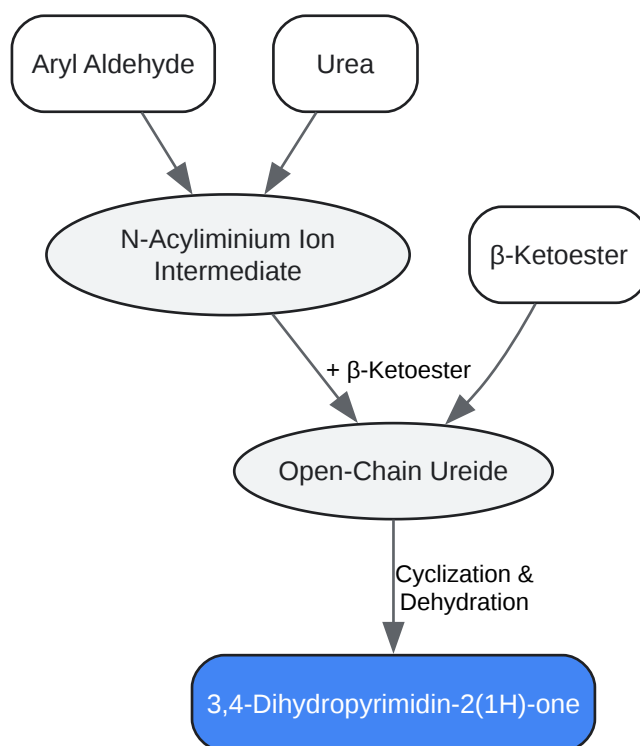 Aryl Aldehyde
Urea
N-Acyliminium Ion
Intermediate
β-Ketoester
+ β-Ketoester
Open-Chain Ureide
Cyclization &
Dehydration
3,4-Dihydropyrimidin-2(1H)-one